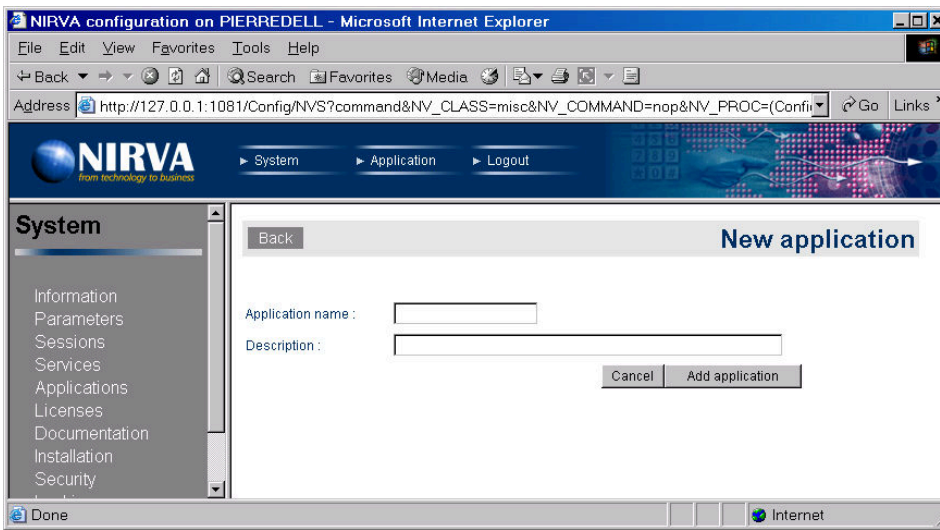 NIRVA configuration on PIERREDELL - Microsoft Internet Explorer
File Edit View Favorites Tools Help
Back Search Favorites Media
Address http://127.0.0.1:1081/Config/NVS?command&NV_CLASS=misc&NV_COMMAND=nop&NV_PROC=(Confi Go Links
NIRVA
from technology to business
System Application Logout
System
Back New application
Information
Parameters
Sessions
Services
Applications
Licenses
Documentation
Installation
Security
Application name :
Description :
Cancel Add application
Done Internet